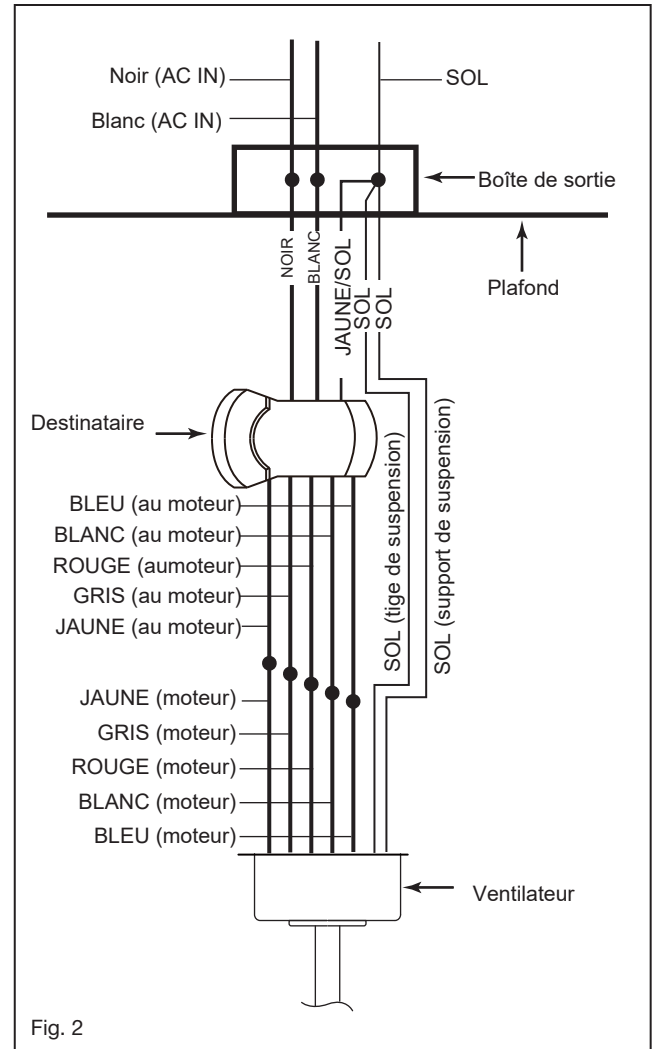 Noir (AC IN)
SOL
Blanc (AC IN)
Boîte de sortie
NOIR
BLANC
JAUNE/SOL
SOL
SOL
Plafond
Destinataire
SOL (tige de suspension)
SOL (support de suspension)
BLEU (au moteur)
BLANC (au moteur)
ROUGE (aumoteur)
GRIS (au moteur)
JAUNE (au moteur)
JAUNE (moteur)
GRIS (moteur)
ROUGE (moteur)
BLANC (moteur)
BLEU (moteur)
Ventilateur
Fig. 2